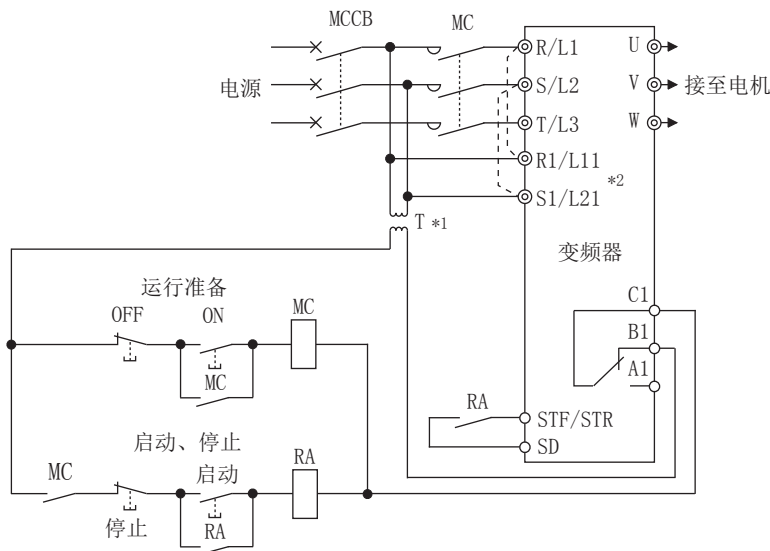 MCCB
MC
R/L1
U
电源
S/L2
V
接至电机
T/L3
W
R1/L11
*2
S1/L21
T *1
变频器
运行准备
OFF
ON
MC
C1
B1
MC
A1
RA
STF/STR
SD
启动、停止
MC
启动
RA
停止
RA